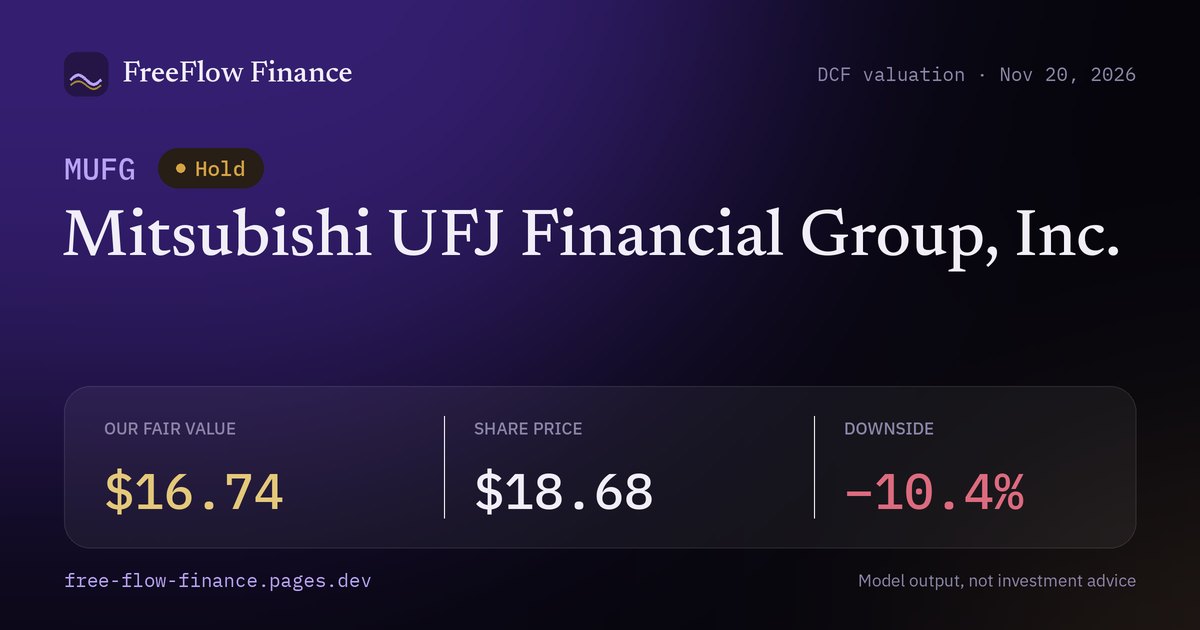 FreeFlow Finance
DCF valuation · Nov 20, 2026
MUFG
Hold
Mitsubishi UFJ Financial Group, Inc.
OUR FAIR VALUE
$16.74
SHARE PRICE
$18.68
DOWNSIDE
−10.4%
free-flow-finance.pages.dev
Model output, not investment advice